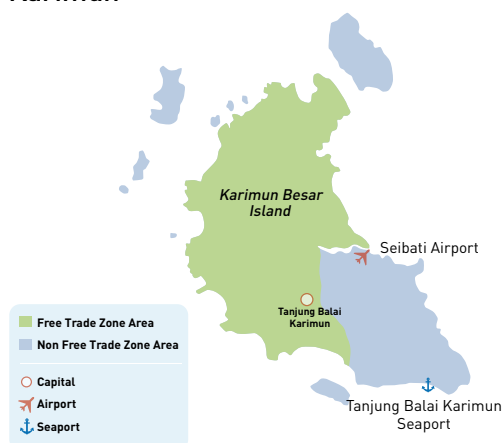 Karimun Besar
Island
Seibati Airport
Tanjung Balai
Karimun
Free Trade Zone Area
Non Free Trade Zone Area
Capital
Airport
Seaport
Tanjung Balai Karimun
Seaport